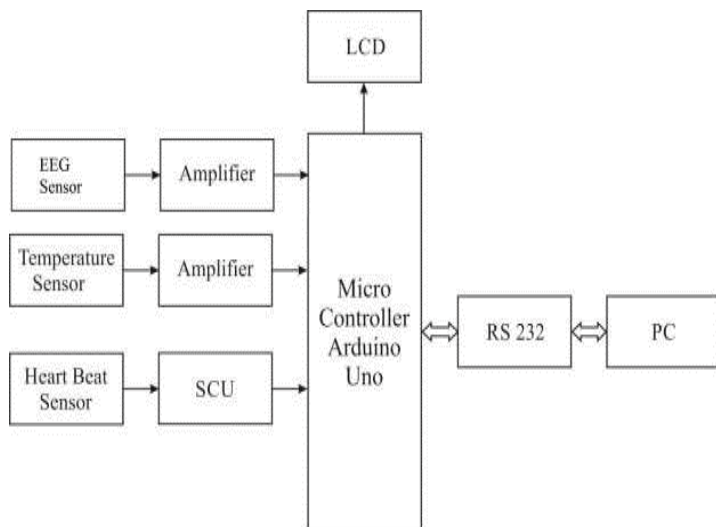 LCD
EEG
Sensor
Amplifier
Temperature
Sensor
Amplifier
Heart Beat
Sensor
SCU
Micro
Controller
Arduino
Uno
RS 232
PC